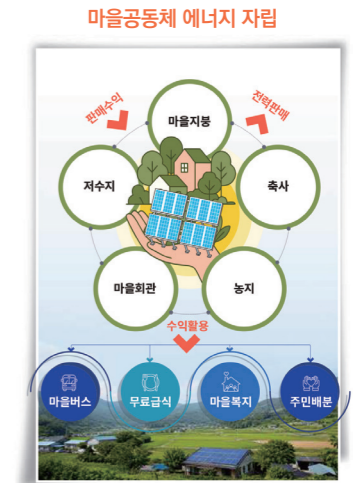 마을공동체 에너지 자립
판매수익
전력판매
마을지붕
저수지
축사
마을회관
농지
수익활용
마을버스
무료급식
마을복지
주민배분